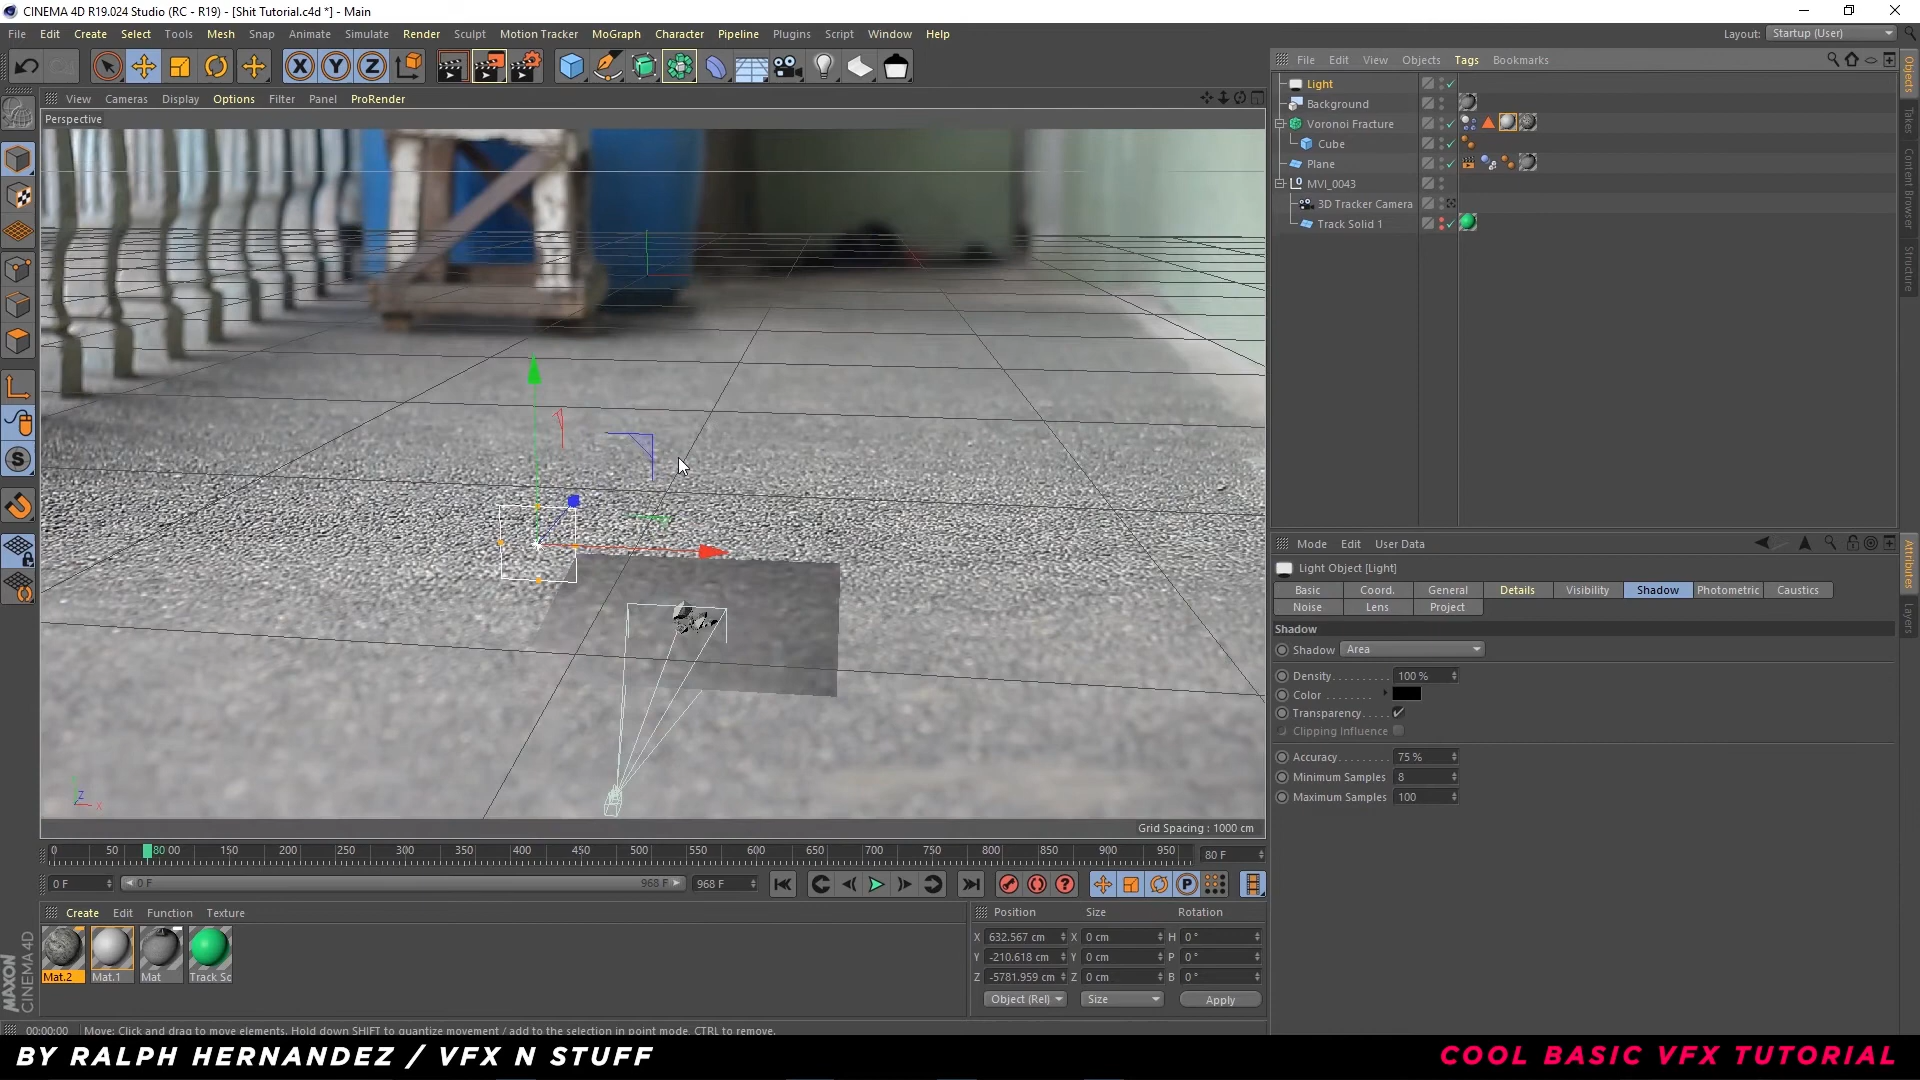 CINEMA 4D R19.024 Studio (RC - R19) - [Shit Tutorial.c4d *] - Main
File Edit Create Select Tools Mesh Snap Animate Simulate Render Sculpt Motion Tracker MoGraph Character Pipeline Plugins Script Window Help
Layout: Startup (User)
View Cameras Display Options Filter Panel ProRender
Perspective
Grid Spacing : 1000 cm
File Edit View Objects Tags Bookmarks
Light
Background
Voronoi Fracture
Cube
Plane
MVI_0043
3D Tracker Camera
Track Solid 1
Objects
Takes
Content Browser
Structure
Mode Edit User Data
Light Object [Light]
Basic Coord. General Details Visibility Shadow Photometric Caustics
Noise Lens Project
Shadow
Shadow Area
Density 100 %
Color
Transparency
Clipping Influence
Accuracy 75 %
Minimum Samples 8
Maximum Samples 100
Attributes
Layers
0 50 80 00 150 200 250 300 350 400 450 500 550 600 650 700 750 800 850 900 950 80 F
0 F 0 F 968 F 968 F
P
Create Edit Function Texture
Mat.2 Mat.1 Mat Track Sc
Position Size Rotation
X 632.567 cm X 0 cm H 0 °
Y -210.618 cm Y 0 cm P 0 °
Z -5781.959 cm Z 0 cm B 0 °
Object (Rel) Size Apply
MAXON
CINEMA 4D
00:00:00 Move: Click and drag to move elements. Hold down SHIFT to quantize movement / add to the selection in point mode, CTRL to remove.
BY RALPH HERNANDEZ / VFX N STUFF
COOL BASIC VFX TUTORIAL